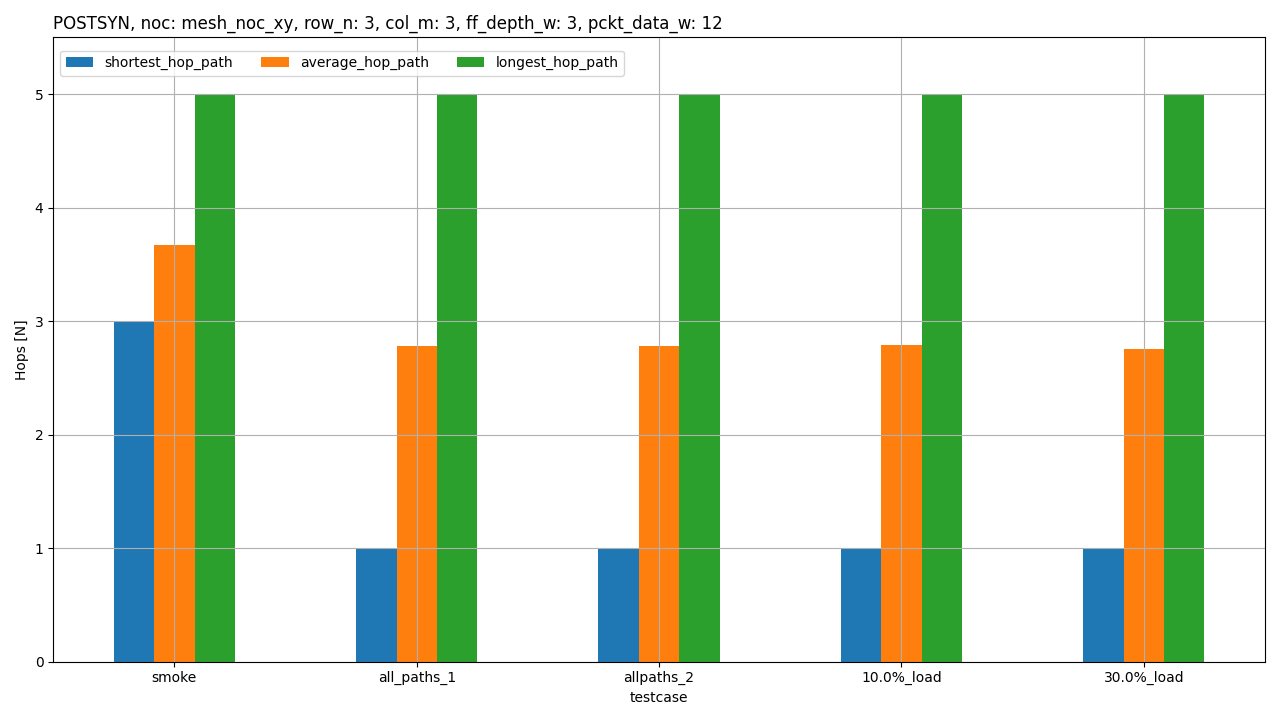 POSTSYN, noc: mesh_noc_xy, row_n: 3, col_m: 3, ff_depth_w: 3, pckt_data_w: 12
shortest_hop_path average_hop_path longest_hop_path
5
4
3
2
1
0
Hops [N]
smoke all_paths_1 allpaths_2 10.0%_load 30.0%_load
testcase